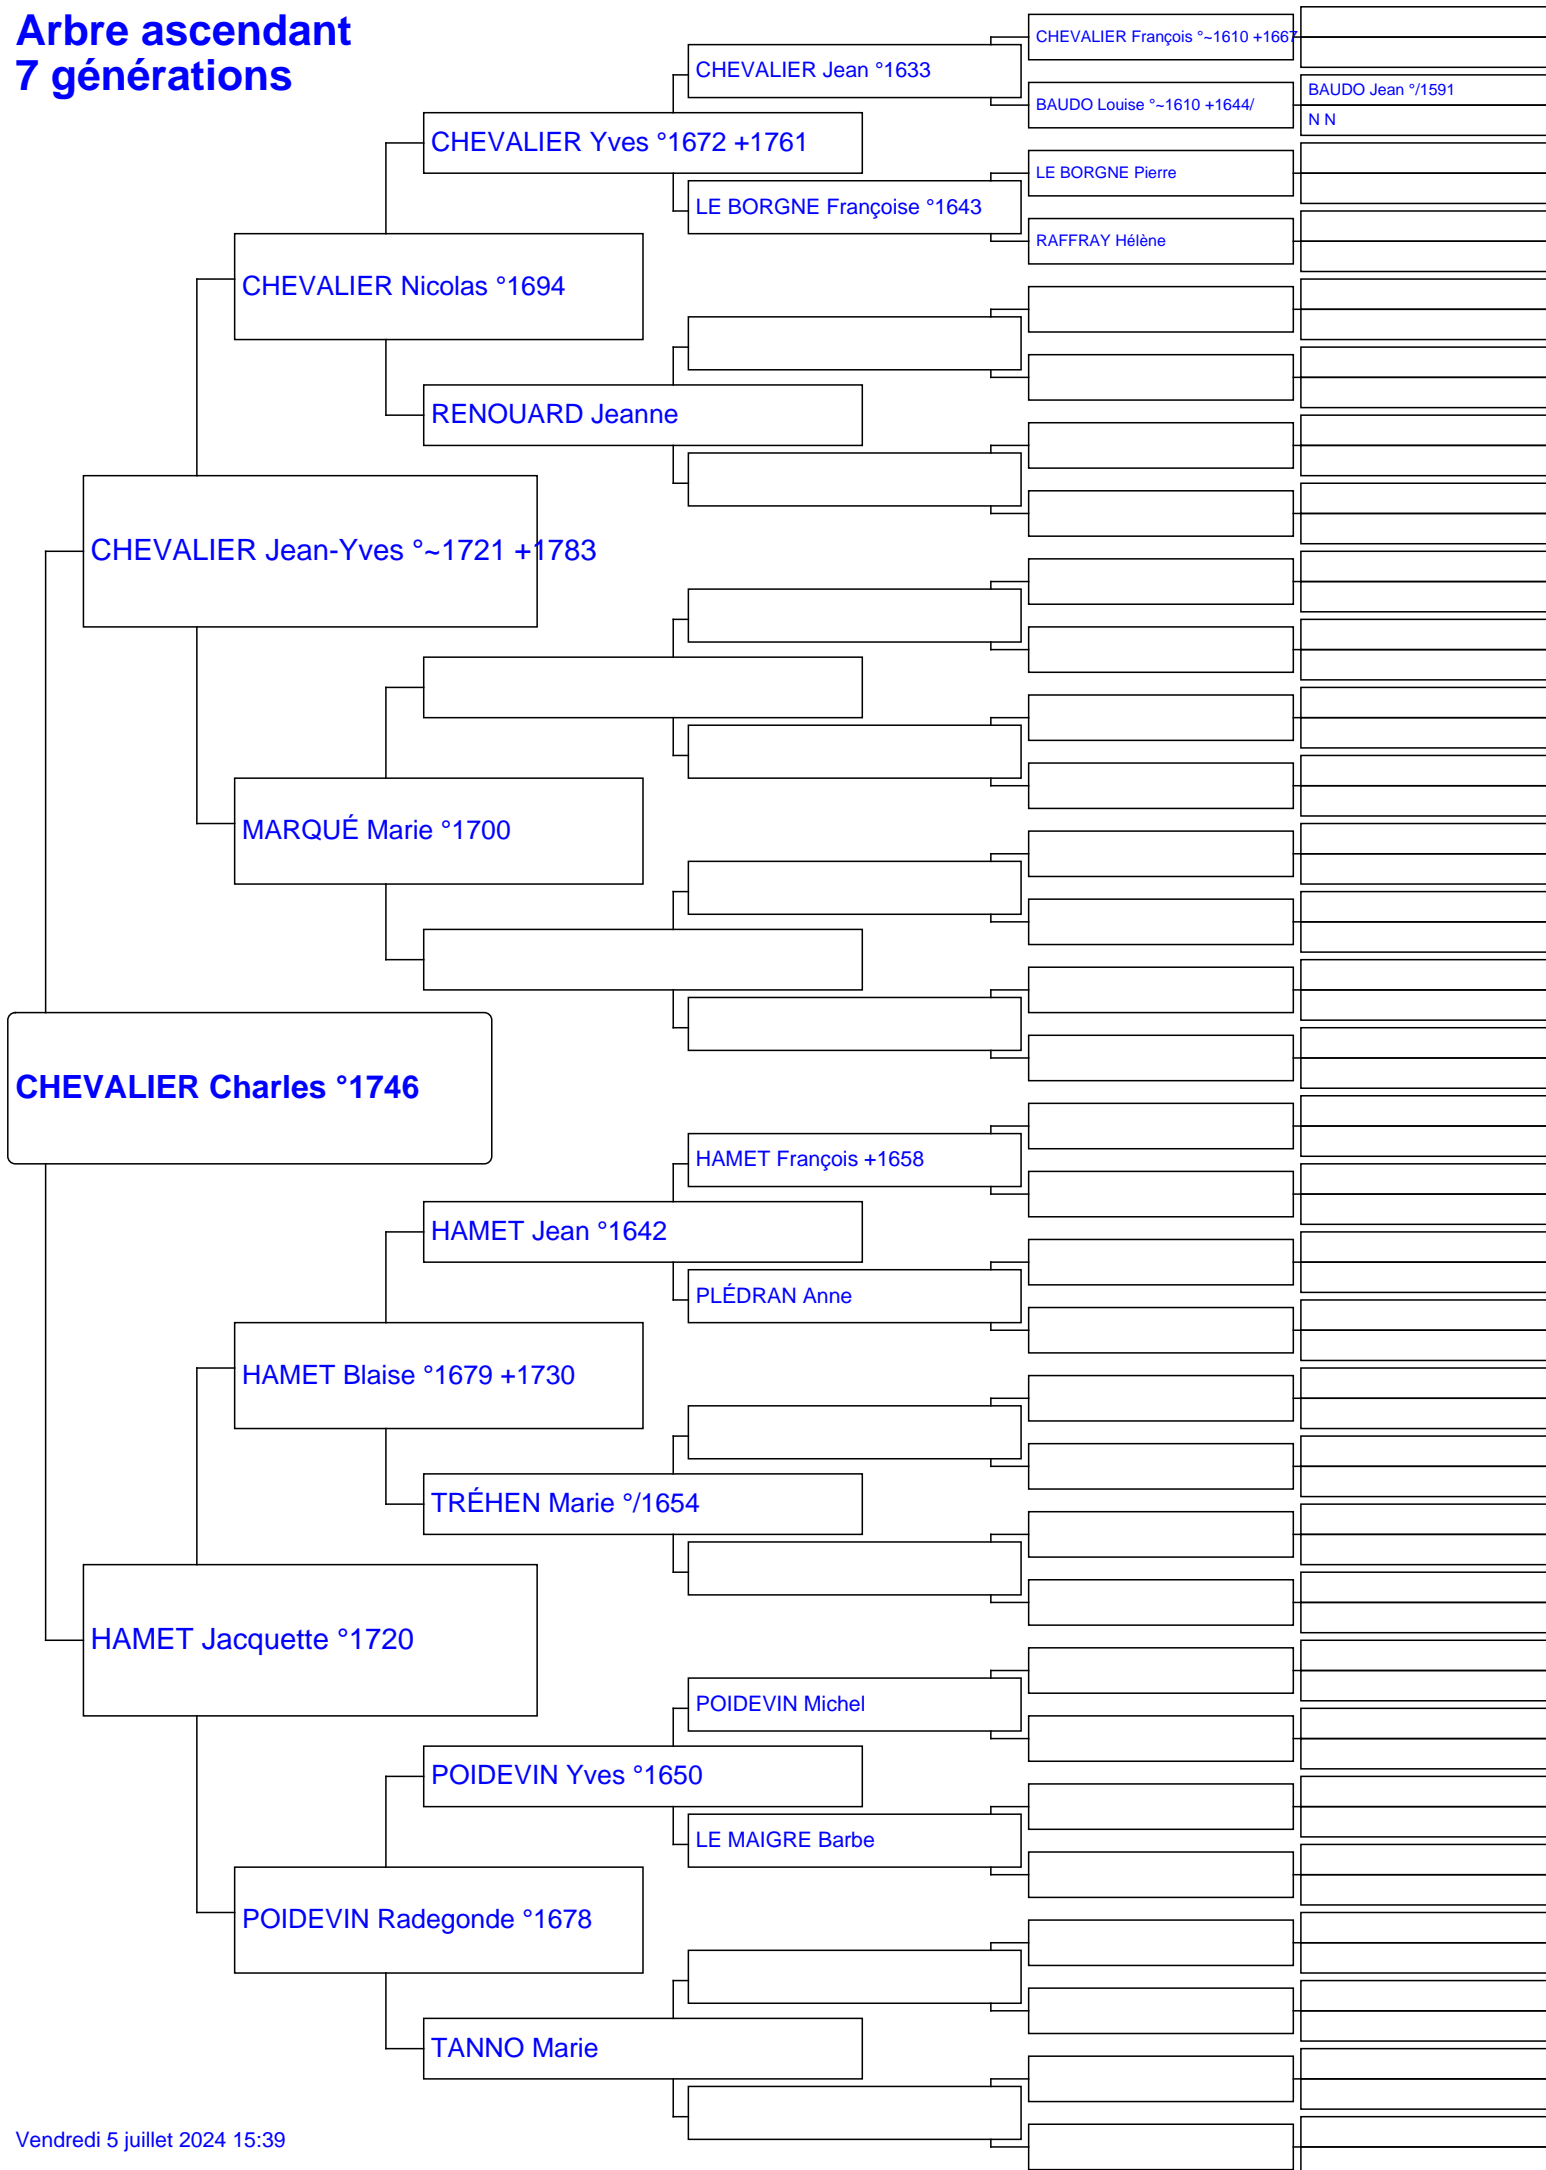 Arbre ascendant
7 générations
CHEVALIER François °~1610 +1667
CHEVALIER Jean °1633
BAUDO Jean °/1591
BAUDO Louise °~1610 +1644/
N N
CHEVALIER Yves °1672 +1761
LE BORGNE Pierre
LE BORGNE Françoise °1643
RAFFRAY Hélène
CHEVALIER Nicolas °1694
RENOUARD Jeanne
CHEVALIER Jean-Yves °~1721 +1783
MARQUÉ Marie °1700
CHEVALIER Charles °1746
HAMET François +1658
HAMET Jean °1642
PLÉDRAN Anne
HAMET Blaise °1679 +1730
TRÉHEN Marie °/1654
HAMET Jacquette °1720
POIDEVIN Michel
POIDEVIN Yves °1650
LE MAIGRE Barbe
POIDEVIN Radegonde °1678
TANNO Marie
Vendredi 5 juillet 2024 15:39